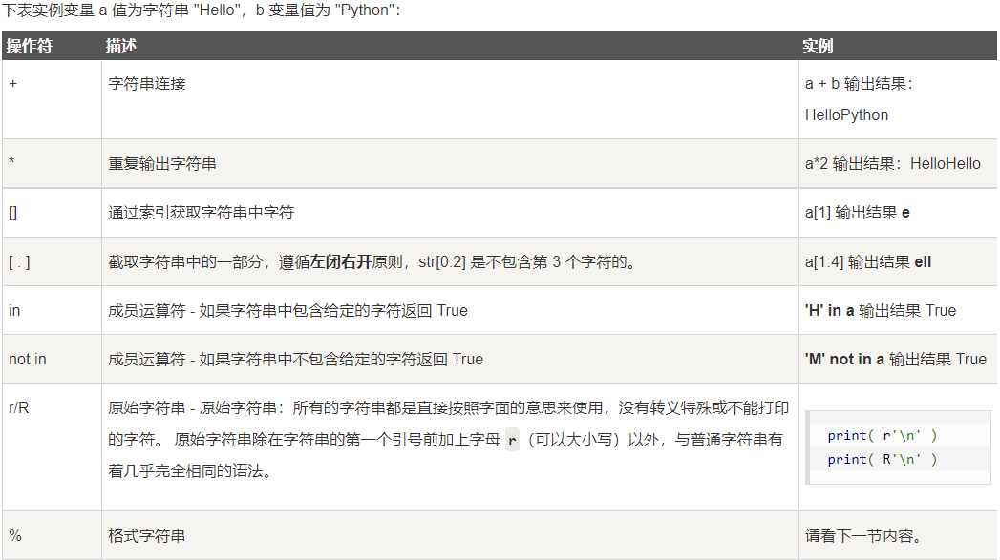 下表实例变量 a 值为字符串 "Hello"，b 变量值为 "Python"：
操作符 描述 实例
+ 字符串连接 a + b 输出结果：
HelloPython
* 重复输出字符串 a*2 输出结果：HelloHello
[] 通过索引获取字符串中字符 a[1] 输出结果 e
[ : ] 截取字符串中的一部分，遵循左闭右开原则，str[0:2] 是不包含第 3 个字符的。 a[1:4] 输出结果 ell
in 成员运算符 - 如果字符串中包含给定的字符返回 True 'H' in a 输出结果 True
not in 成员运算符 - 如果字符串中不包含给定的字符返回 True 'M' not in a 输出结果 True
r/R 原始字符串 - 原始字符串：所有的字符串都是直接按照字面的意思来使用，没有转义特殊或不能打印
的字符。 原始字符串除在字符串的第一个引号前加上字母 r（可以大小写）以外，与普通字符串有
着几乎完全相同的语法。
print( r'\n' )
print( R'\n' )
% 格式字符串 请看下一节内容。